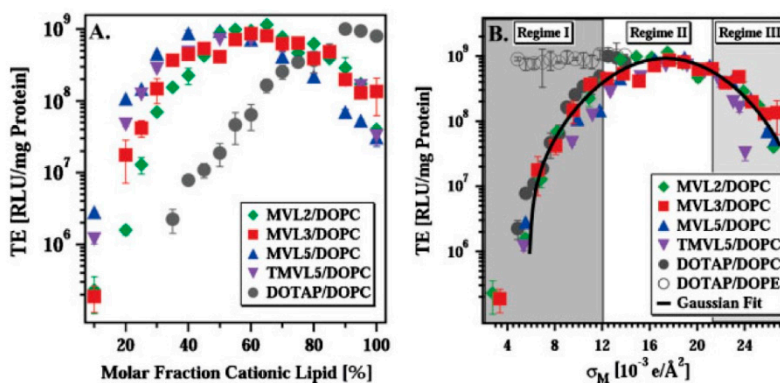 A.
TE [RLU/mg Protein]
10⁹
10⁸
10⁷
10⁶
MVL2/DOPC
MVL3/DOPC
MVL5/DOPC
TMVL5/DOPC
DOTAP/DOPC
20 40 60 80 100
Molar Fraction Cationic Lipid [%]
B.
Regime I Regime II Regime III
TE [RLU/mg Protein]
10⁹
10⁸
10⁷
10⁶
MVL2/DOPC
MVL3/DOPC
MVL5/DOPC
TMVL5/DOPC
DOTAP/DOPC
DOTAP/DOPE
Gaussian Fit
4 8 12 16 20 24
σM [10⁻³ e/Å²]